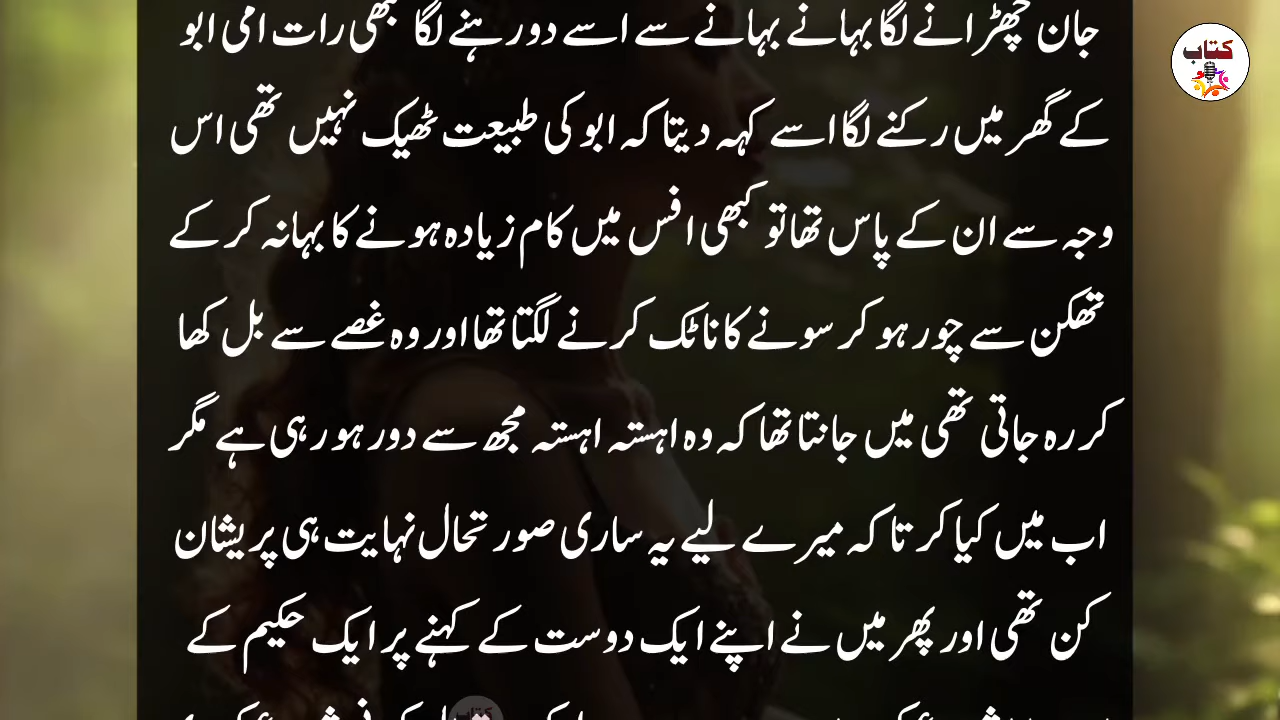 جان چھڑانے لگا بہانے بہانے سے اسے دور رہنے لگا کبھی رات امی ابو
کے گھر میں رکنے لگا اسے کہہ دیتا کہ ابو کی طبیعت ٹھیک نہیں تھی اس
وجہ سے ان کے پاس تھا تو کبھی افس میں کام زیادہ ہونے کا بہانہ کر کے
تھکن سے چور ہو کر سونے کا ناٹک کرنے لگتا تھا اور وہ غصے سے بل کھا
کر رہ جاتی تھی میں جانتا تھا کہ وہ اہستہ اہستہ مجھ سے دور ہو رہی ہے مگر
اب میں کیا کرتا کہ میرے لیے یہ ساری صورتحال نہایت ہی پریشان
کن تھی اور پھر میں نے اپنے ایک دوست کے کہنے پر ایک حکیم کے
کتاب